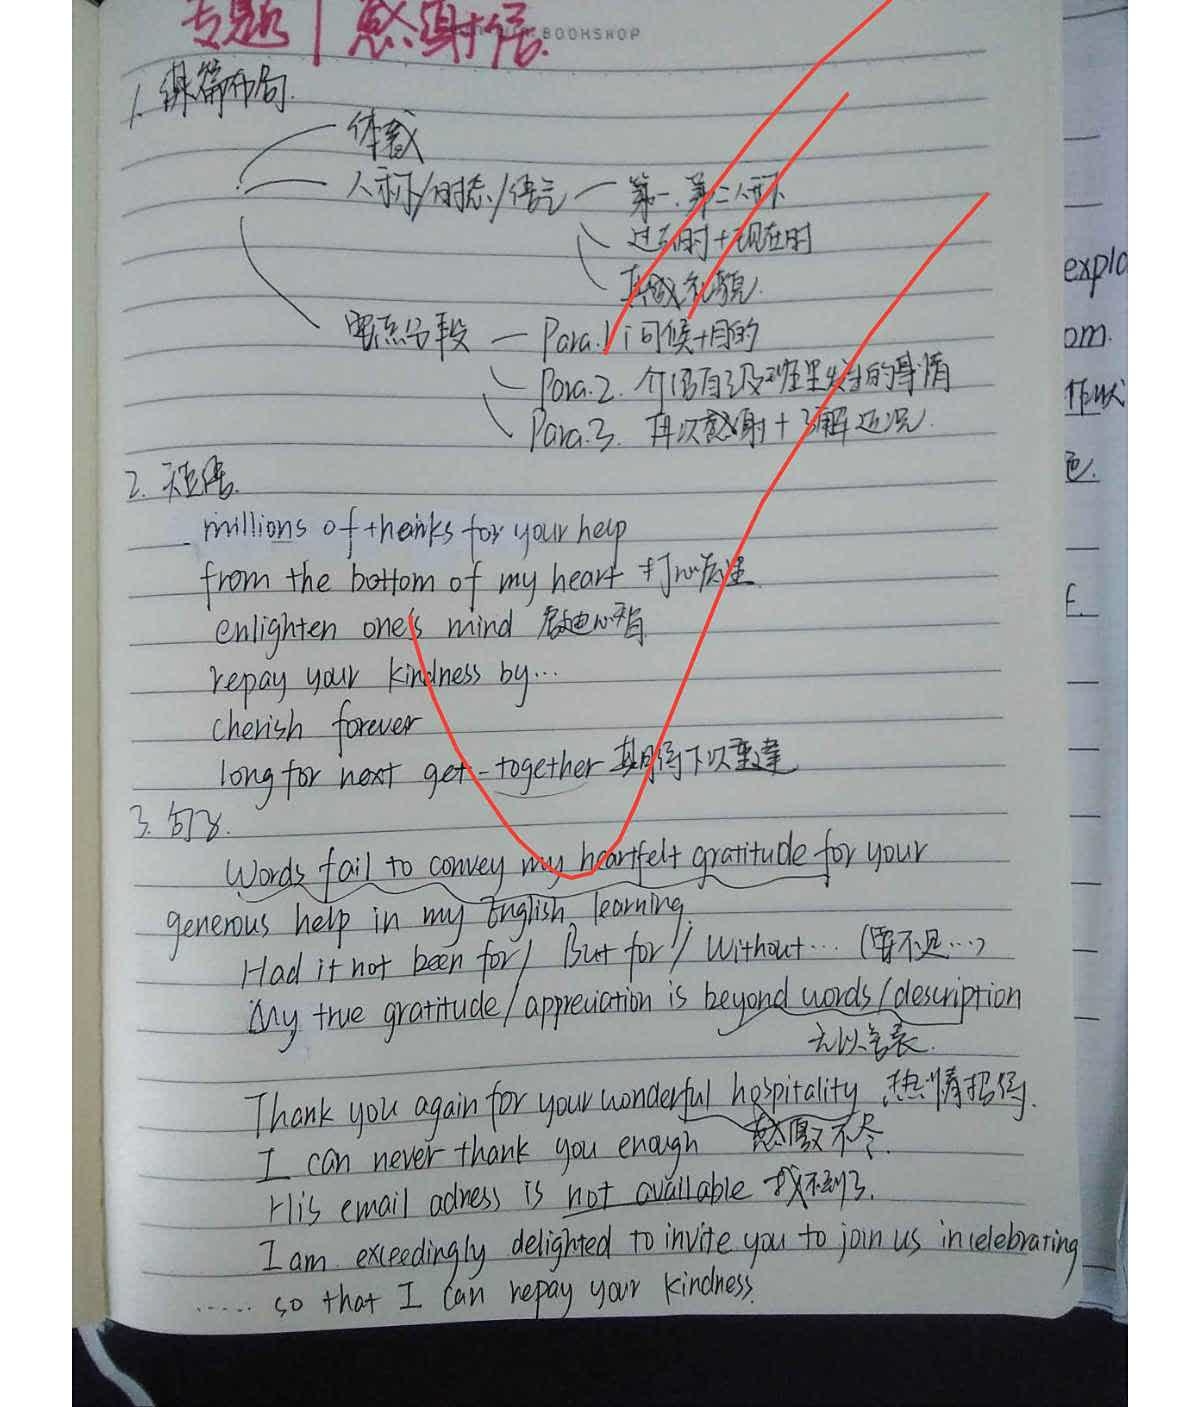 专题1 感谢信.
BOOKSHOP
1. 谋篇布局.
体裁
人称/时态/语气 第一.第二人称
过去时+现在时
真诚礼貌.
要点分段 Para.1 问候+目的
Para.2. 介绍自己及班里发生的事情
Para.3. 再次感谢+了解近况.
explo
om.
2. 短语.
millions of thanks for your help
from the bottom of my heart 打心底里
enlighten one's mind 启迪心智
repay your kindness by...
cherish forever
long for next get-together 期待下次重逢
3. 句子.
Words fail to convey my heartfelt gratitude for your
generous help in my English learning.
Had it not been for/ But for/ Without... (要不是...)
My true gratitude/appreciation is beyond words/description
无以言表.
Thank you again for your wonderful hospitality 热情招待.
I can never thank you enough 感激不尽.
His email adress is not available 找不到了.
I am exceedingly delighted to invite you to join us in celebrating
...... so that I can repay your kindness.